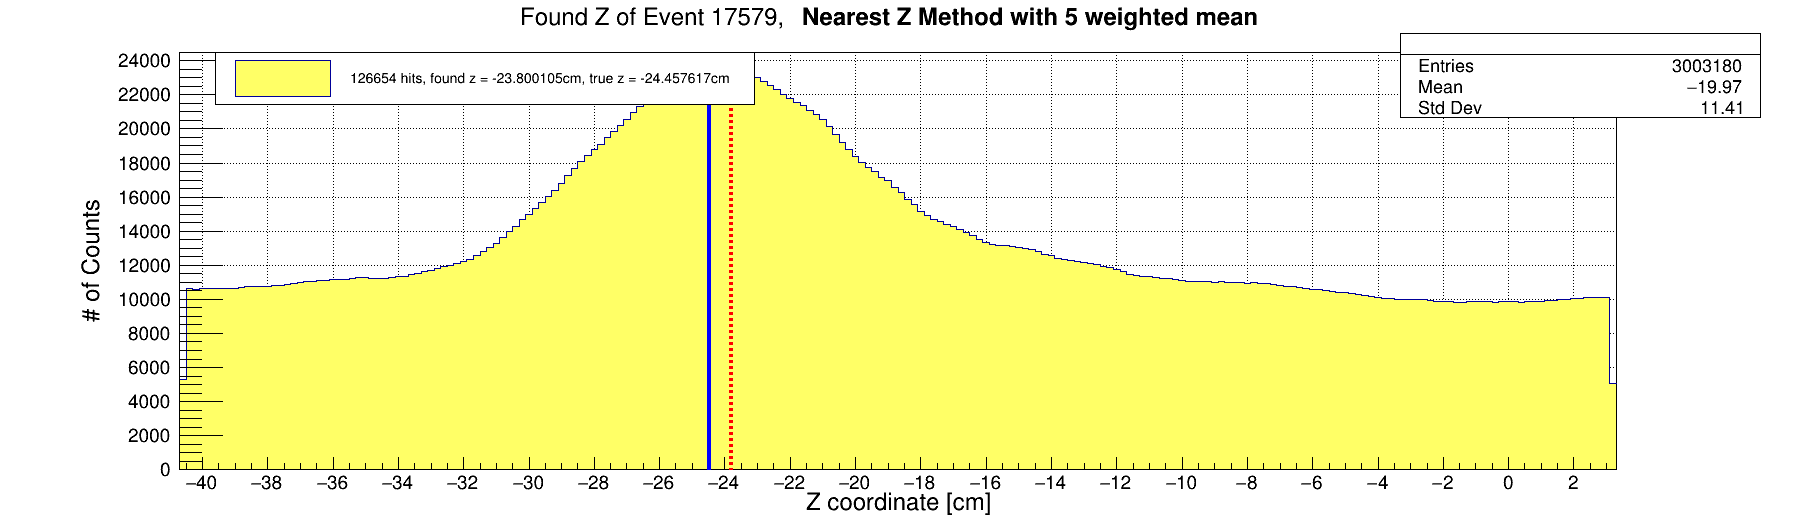 Found Z of Event 17579, Nearest Z Method with 5 weighted mean
126654 hits, found z = -23.800105cm, true z = -24.457617cm
Entries 3003180
Mean −19.97
Std Dev 11.41
# of Counts
24000
22000
20000
18000
16000
14000
12000
10000
8000
6000
4000
2000
0
−40 −38 −36 −34 −32 −30 −28 −26 −24 −22 −20 −18 −16 −14 −12 −10 −8 −6 −4 −2 0 2
Z coordinate [cm]